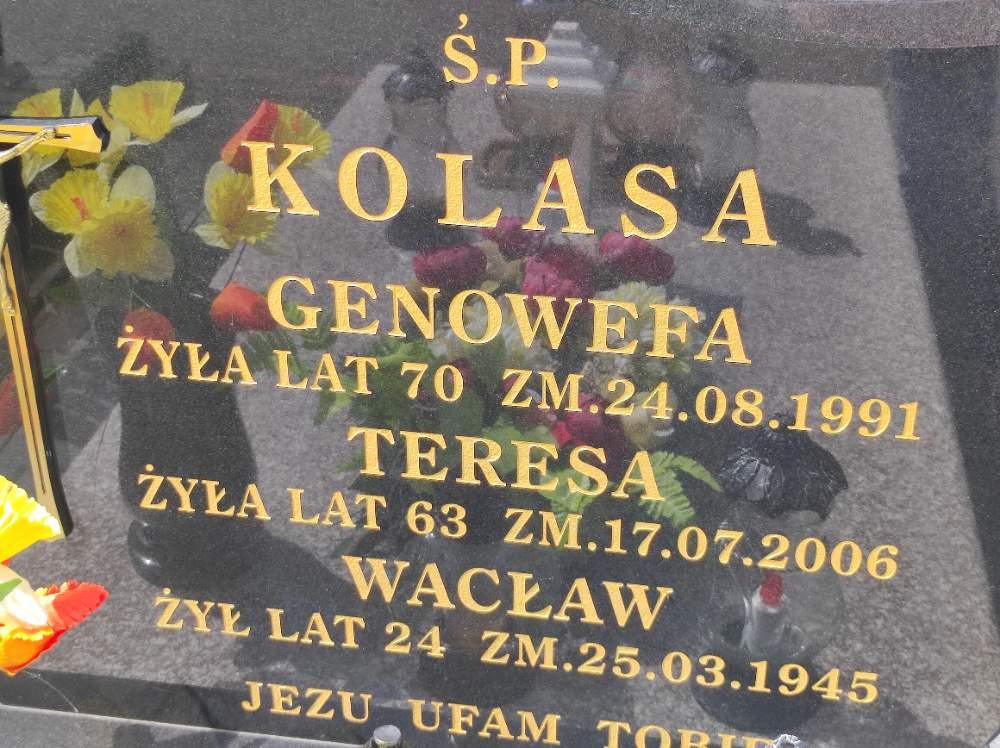 Ś.P.
KOLASA
GENOWEFA
ŻYŁA LAT 70 ZM.24.08.1991
TERESA
ŻYŁA LAT 63 ZM.17.07.2006
WACŁAW
ŻYŁ LAT 24 ZM.25.03.1945
JEZU UFAM TOBIE